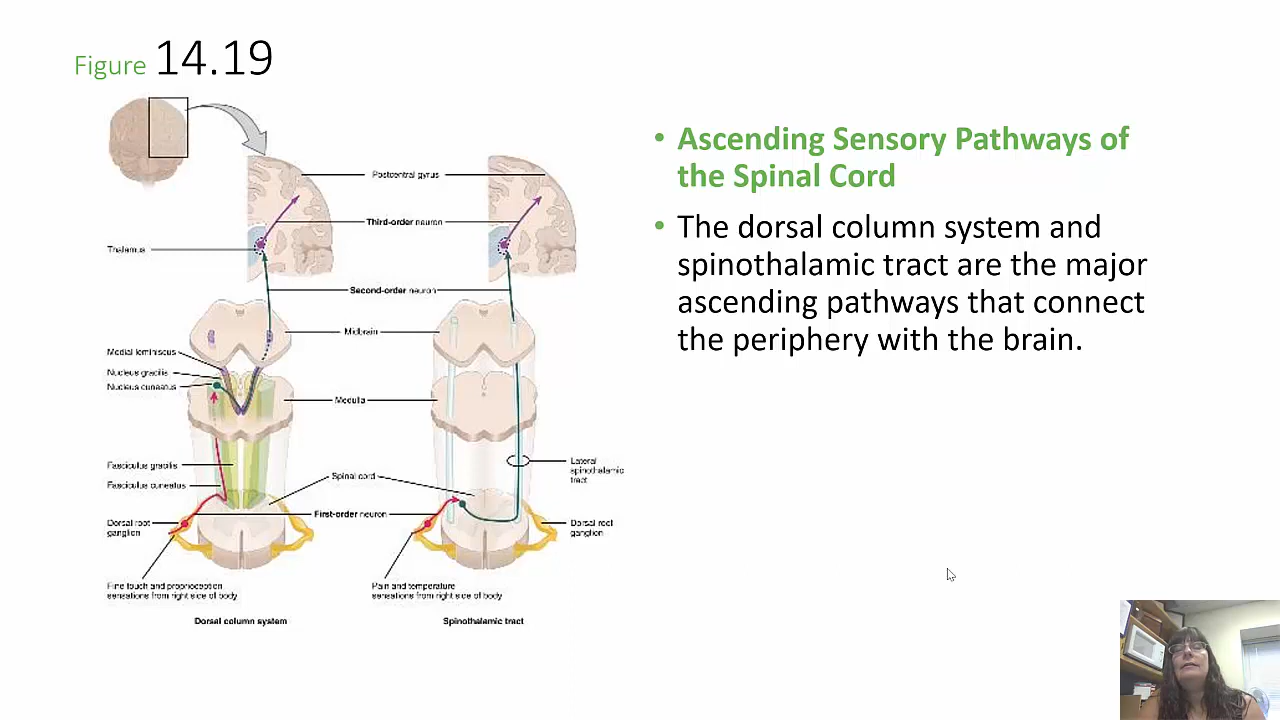 Figure 14.19
Postcentral gyrus
Third-order neuron
Thalamus
Second-order neuron
Midbrain
Medial lemniscus
Nucleus gracilis
Nucleus cuneatus
Medulla
Fasciculus gracilis
Fasciculus cuneatus
Spinal cord
Lateral
spinothalamic
tract
First-order neuron
Dorsal root
ganglion
Dorsal root
ganglion
Fine touch and proprioception
sensations from right side of body
Pain and temperature
sensations from right side of body
Dorsal column system
Spinothalamic tract
• Ascending Sensory Pathways of
the Spinal Cord
• The dorsal column system and
spinothalamic tract are the major
ascending pathways that connect
the periphery with the brain.